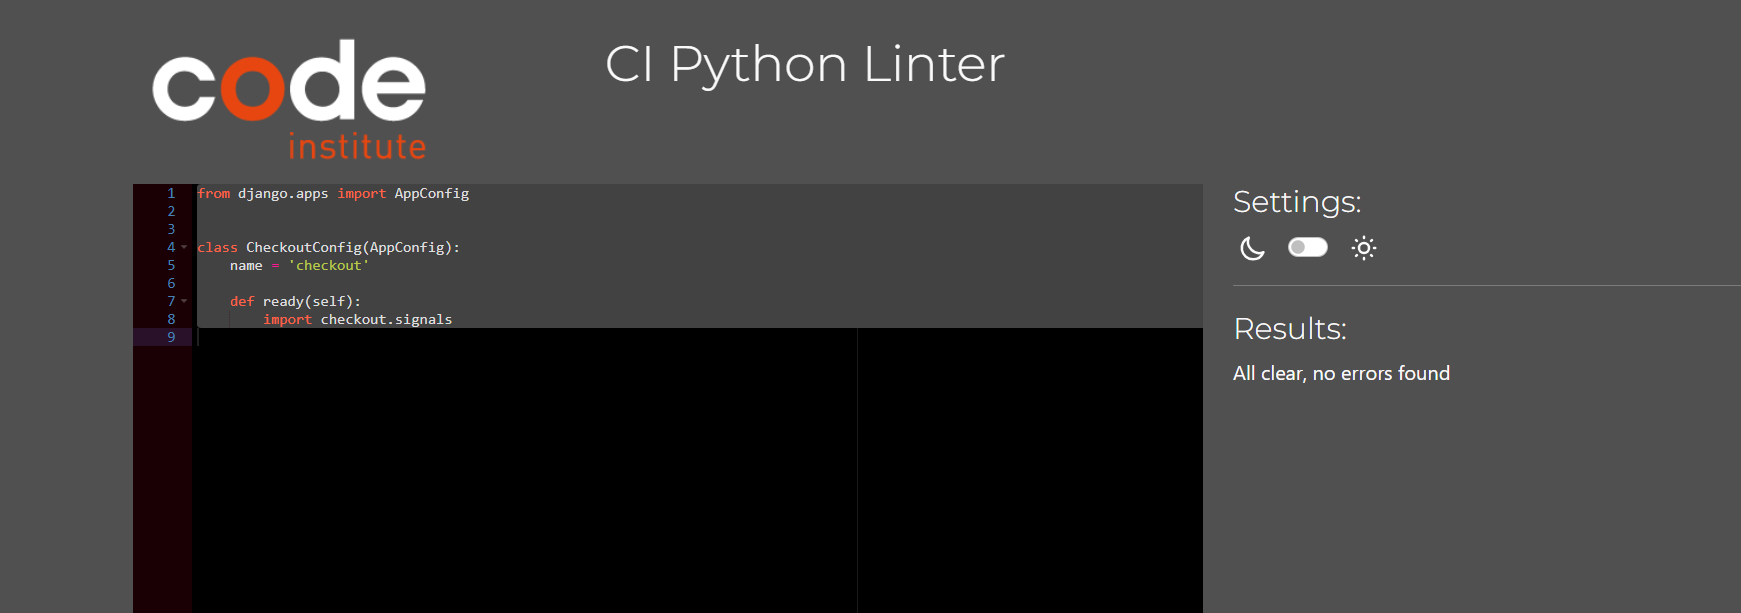 code
institute
CI Python Linter
1 from django.apps import AppConfig
2
3
4 class CheckoutConfig(AppConfig):
5     name = 'checkout'
6
7     def ready(self):
8         import checkout.signals
9
Settings:
Results:
All clear, no errors found